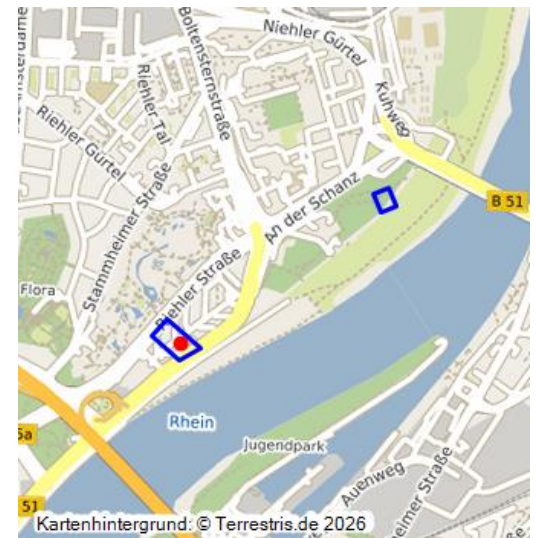 Niehler Gürtel
Boltensternstraße
Riehler Tal
Kuhweg
Riehler Gürtel
Stammheimer Straße
An der Schanz
B 51
Flora
Riehler Straße
Rhein
5a
Jugendpark
Auenweg
51
Kartenhintergrund: © Terrestris.de 2026